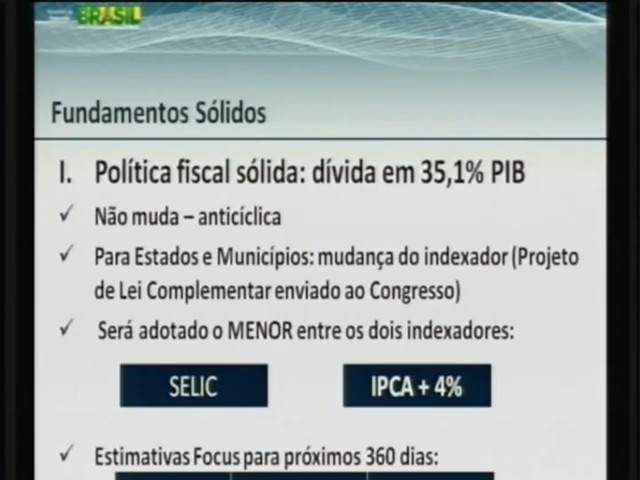 BRASIL
Fundamentos Sólidos
I. Política fiscal sólida: dívida em 35,1% PIB
✓ Não muda – anticíclica
✓ Para Estados e Municípios: mudança do indexador (Projeto
de Lei Complementar enviado ao Congresso)
✓ Será adotado o MENOR entre os dois indexadores:
SELIC IPCA + 4%
✓ Estimativas Focus para próximos 360 dias: